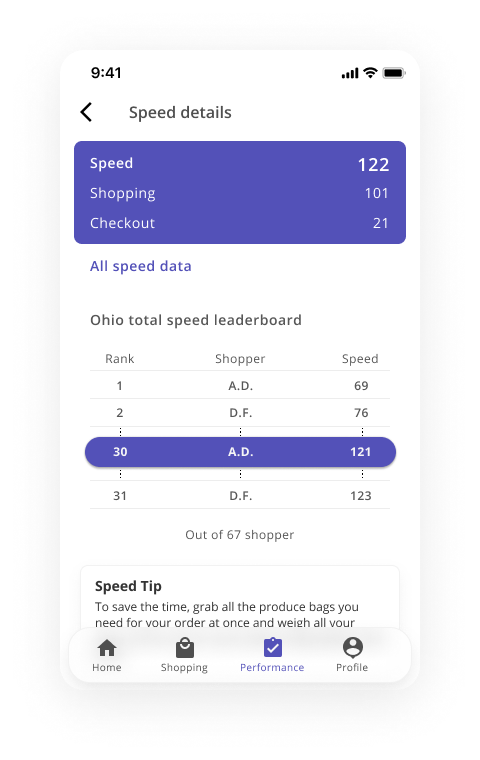 9:41
Speed details
Speed 122
Shopping 101
Checkout 21
All speed data
Ohio total speed leaderboard
Rank Shopper Speed
1 A.D. 69
2 D.F. 76
30 A.D. 121
31 D.F. 123
Out of 67 shopper
Speed Tip
To save the time, grab all the produce bags you
need for your order at once and weigh all your
Home Shopping Performance Profile